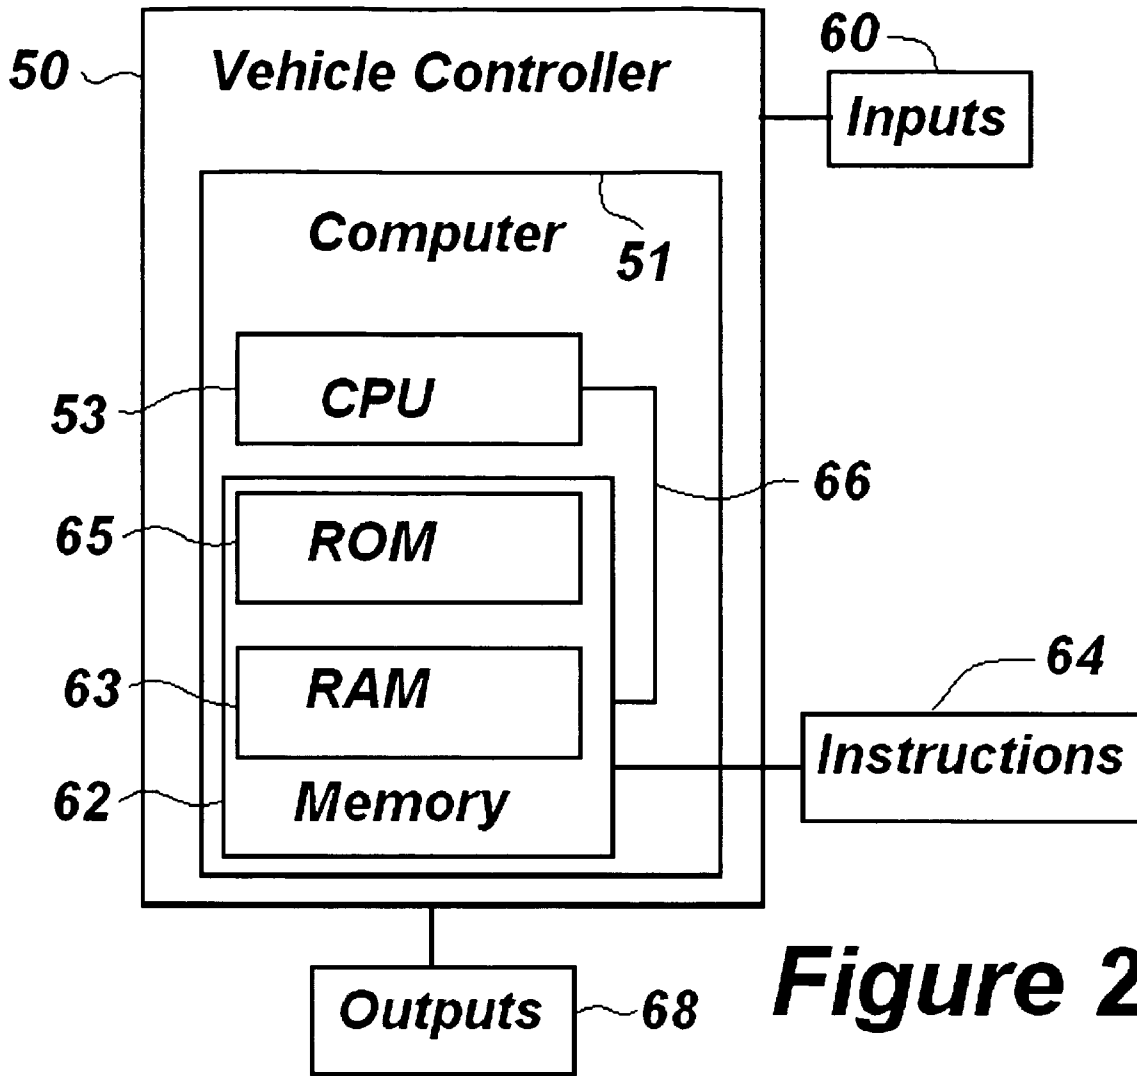 50
Vehicle Controller
60
Inputs
Computer
51
53
CPU
66
65
ROM
63
RAM
64
Instructions
62
Memory
Outputs
68
Figure 2